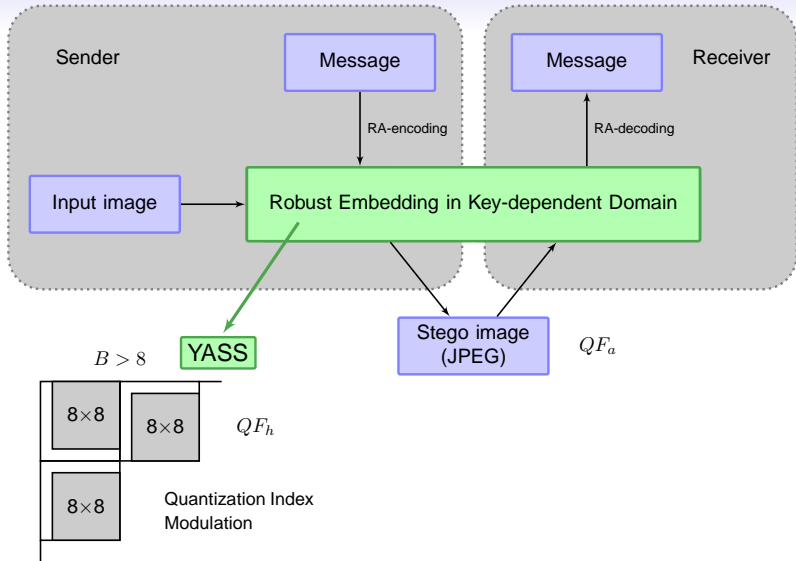 Sender
Message
Message
Receiver
RA-encoding
RA-decoding
Input image
Robust Embedding in Key-dependent Domain
Stego image
(JPEG)
QF_a
YASS
B > 8
8×8
8×8
QF_h
8×8
Quantization Index
Modulation